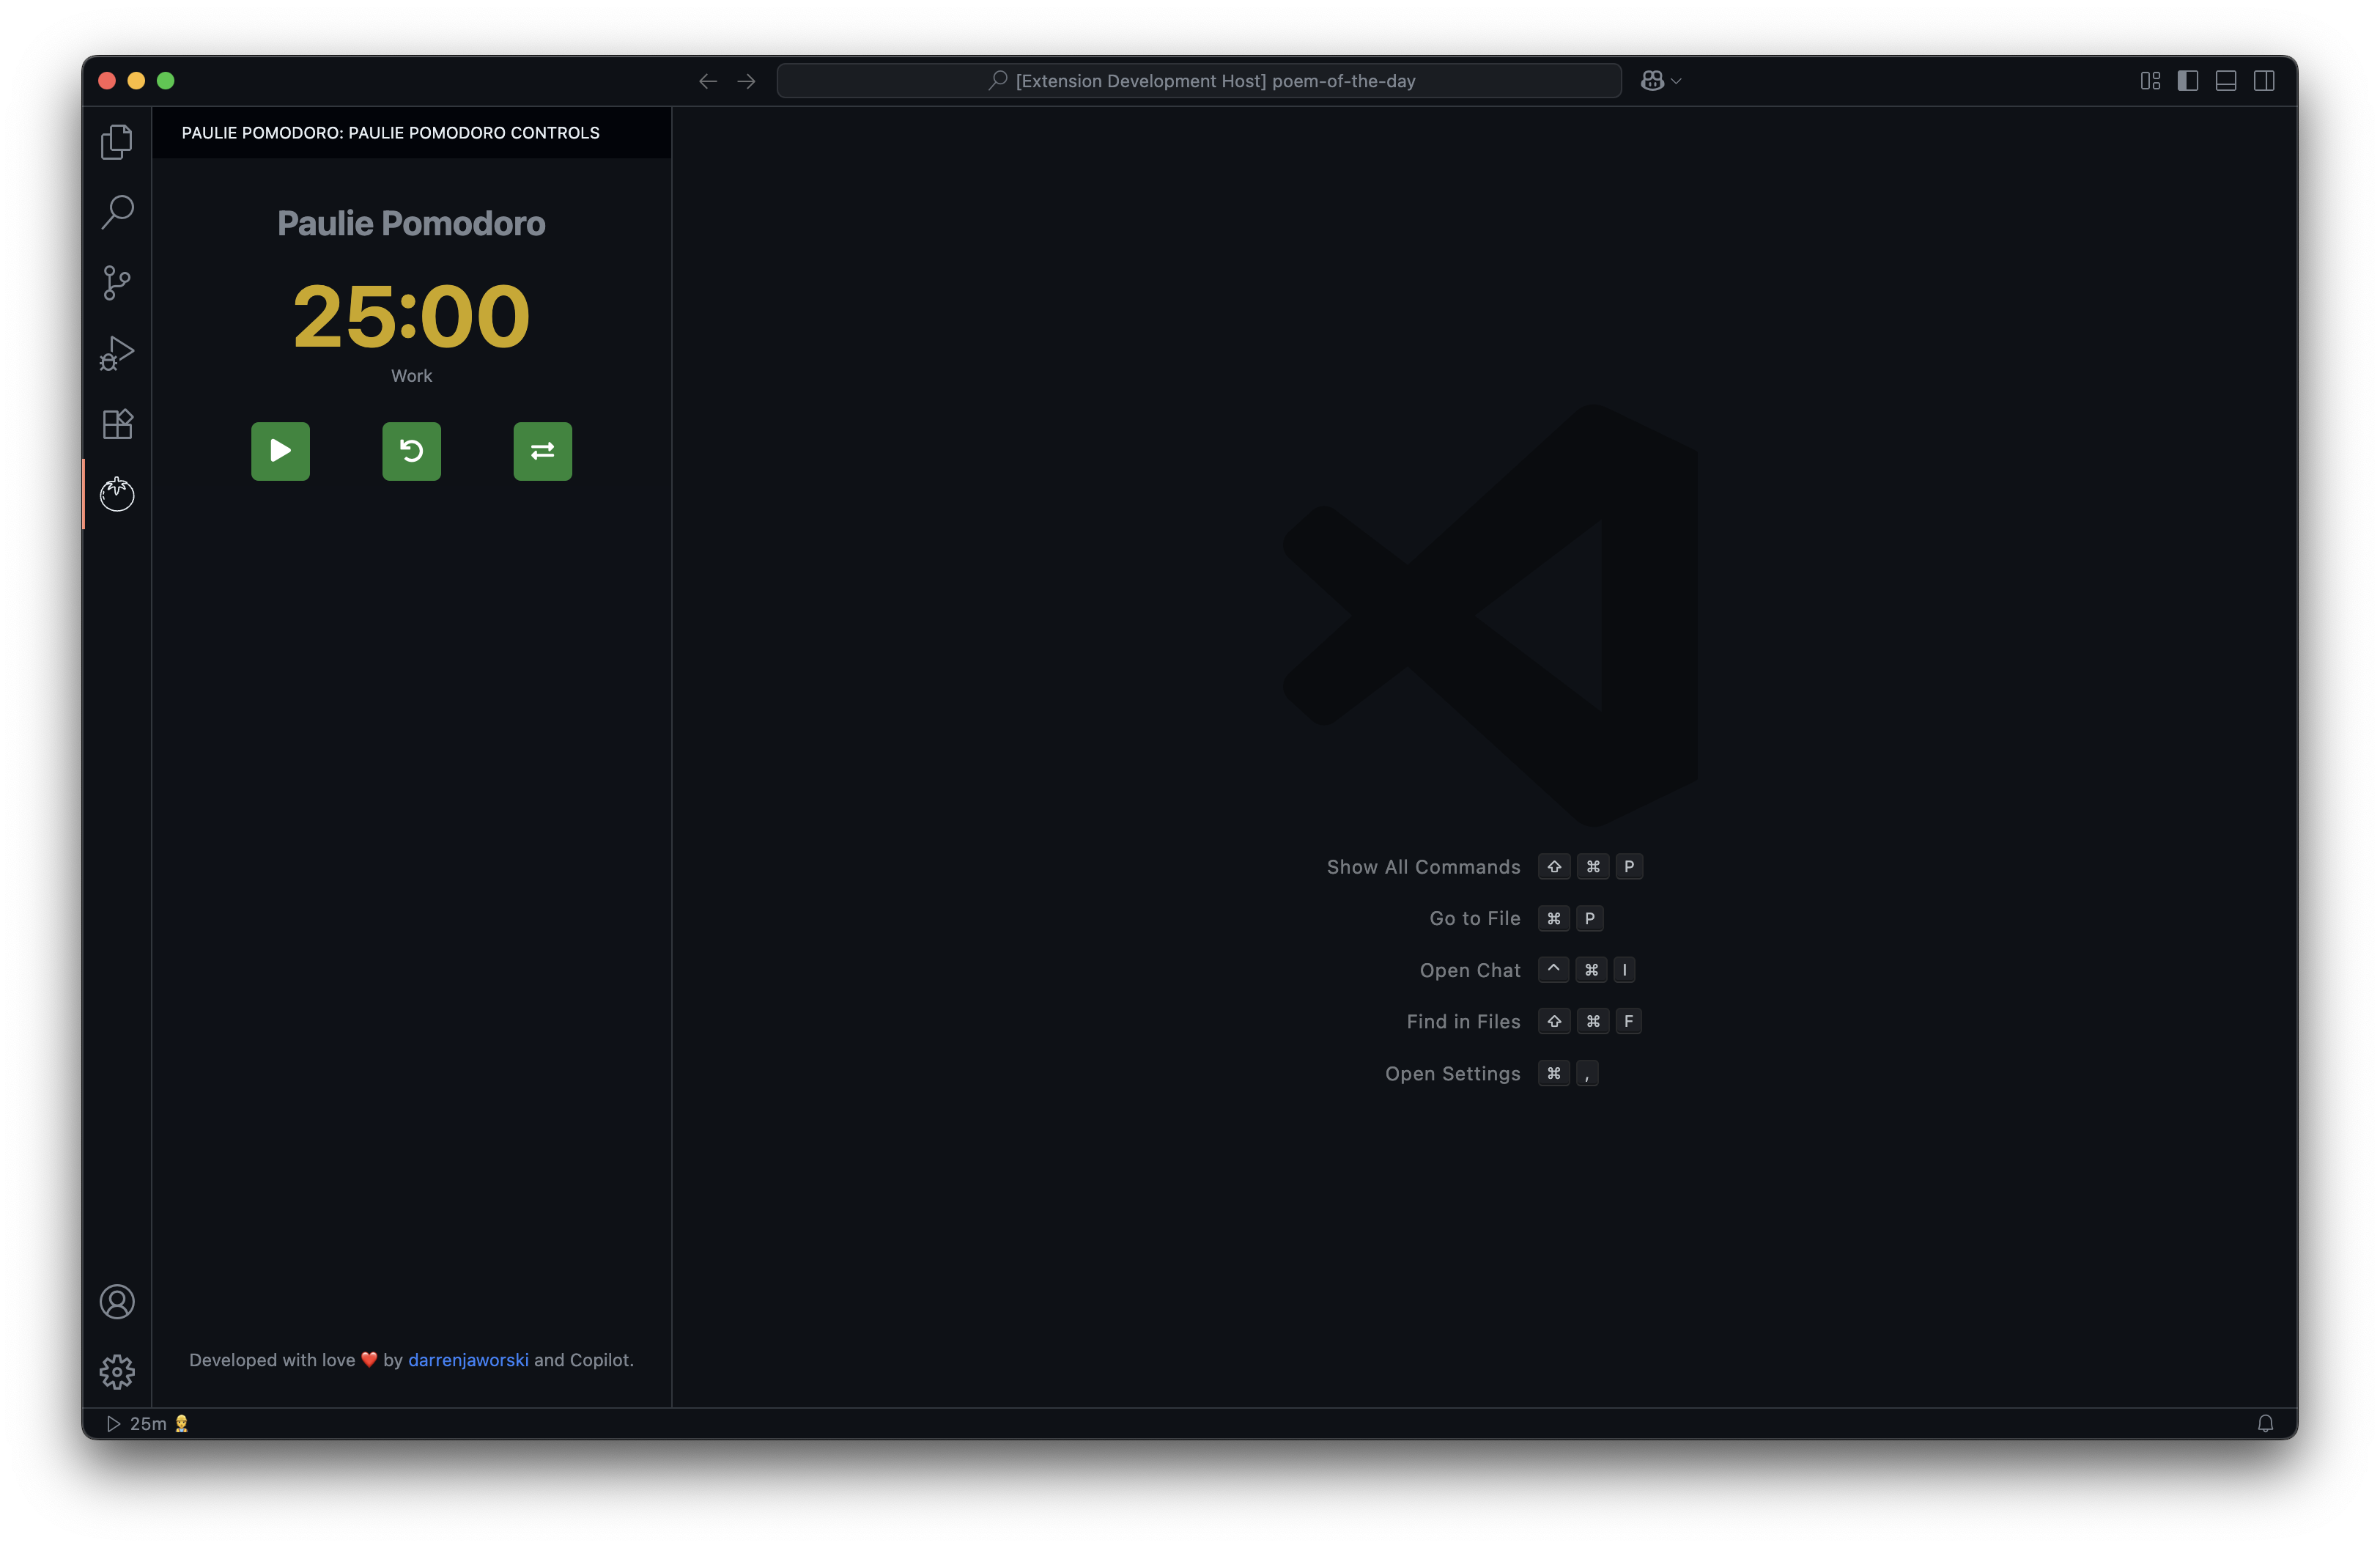 [Extension Development Host] poem-of-the-day
PAULIE POMODORO: PAULIE POMODORO CONTROLS
Paulie Pomodoro
25:00
Work
Show All Commands ⇧ ⌘ P
Go to File ⌘ P
Open Chat ^ ⌘ I
Find in Files ⇧ ⌘ F
Open Settings ⌘ ,
Developed with love ❤️ by darrenjaworski and Copilot.
25m